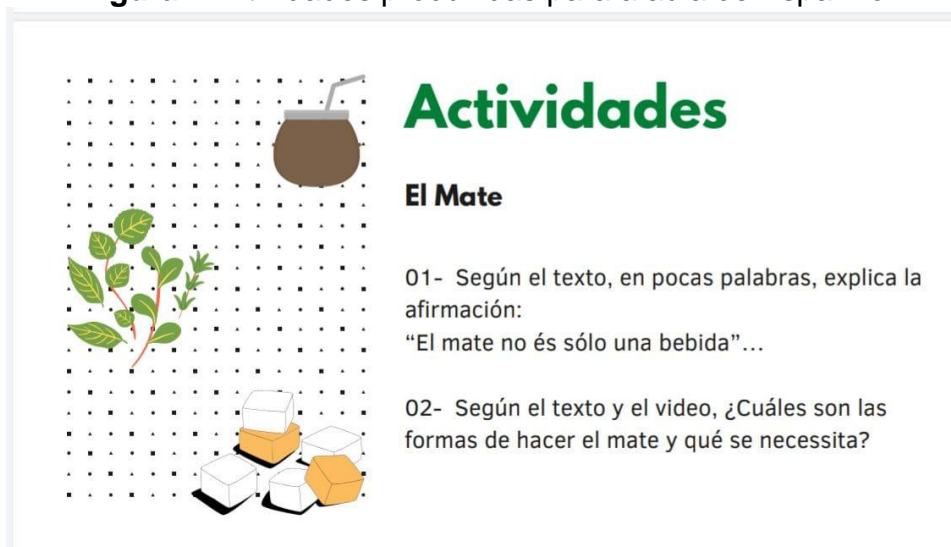 Actividades
El Mate
01- Según el texto, en pocas palabras, explica la
afirmación:
“El mate no és sólo una bebida”...
02- Según el texto y el video, ¿Cuáles son las
formas de hacer el mate y qué se necessita?